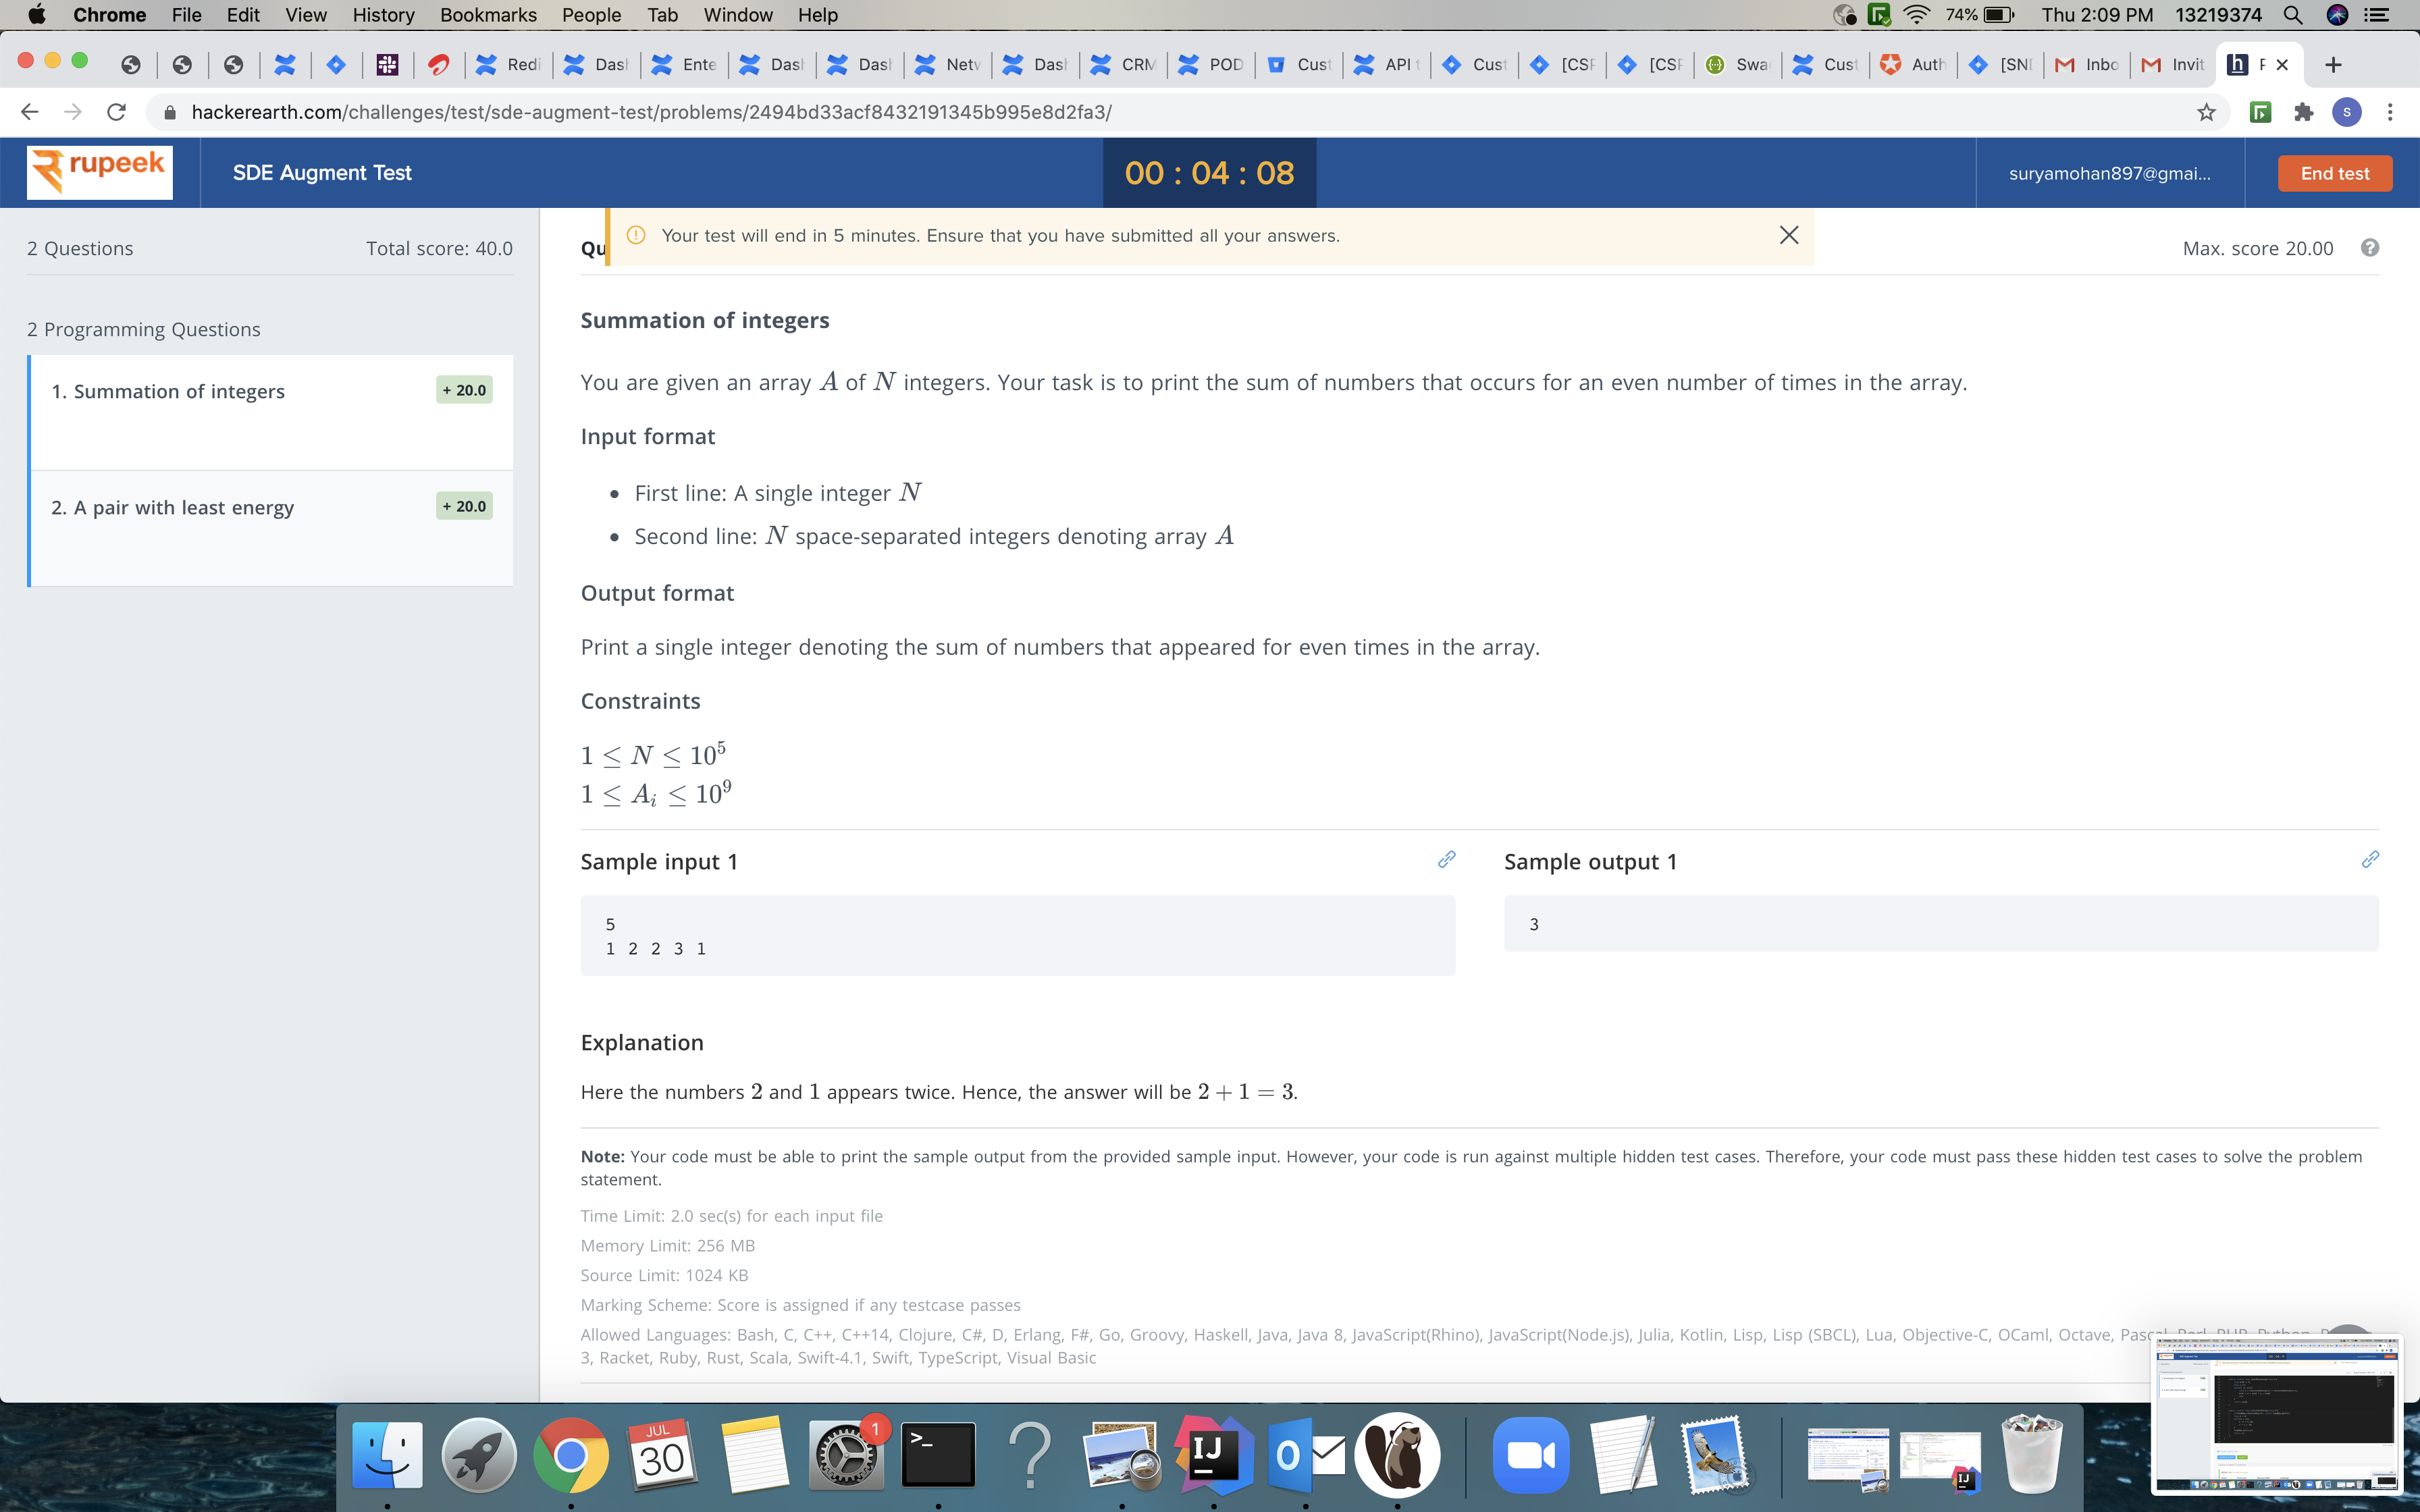 Chrome File Edit View History Bookmarks People Tab Window Help 74% Thu 2:09 PM 13219374
Redi Dash Ente Dash Dash Netw Dash CRM POD Cust API Cust [CSF [CSF Swa Cust Auth [SNI Inbo Invit
hackerearth.com/challenges/test/sde-augment-test/problems/2494bd33acf8432191345b995e8d2fa3/ S
rupeek SDE Augment Test 00 : 04 : 08 suryamohan897@gmai... End test
2 Questions Total score: 40.0
Qu Your test will end in 5 minutes. Ensure that you have submitted all your answers. Max. score 20.00
2 Programming Questions
1. Summation of integers + 20.0
2. A pair with least energy + 20.0
Summation of integers
You are given an array A of N integers. Your task is to print the sum of numbers that occurs for an even number of times in the array.
Input format
• First line: A single integer N
• Second line: N space-separated integers denoting array A
Output format
Print a single integer denoting the sum of numbers that appeared for even times in the array.
Constraints
1 ≤ N ≤ 10⁵
1 ≤ Aᵢ ≤ 10⁹
Sample input 1 Sample output 1
5 3
1 2 2 3 1
Explanation
Here the numbers 2 and 1 appears twice. Hence, the answer will be 2 + 1 = 3.
Note: Your code must be able to print the sample output from the provided sample input. However, your code is run against multiple hidden test cases. Therefore, your code must pass these hidden test cases to solve the problem
statement.
Time Limit: 2.0 sec(s) for each input file
Memory Limit: 256 MB
Source Limit: 1024 KB
Marking Scheme: Score is assigned if any testcase passes
Allowed Languages: Bash, C, C++, C++14, Clojure, C#, D, Erlang, F#, Go, Groovy, Haskell, Java, Java 8, JavaScript(Rhino), JavaScript(Node.js), Julia, Kotlin, Lisp, Lisp (SBCL), Lua, Objective-C, OCaml, Octave, Pascal, Perl, PHP, Python,
3, Racket, Ruby, Rust, Scala, Swift-4.1, Swift, TypeScript, Visual Basic
JUL
30
1
>_
?
IJ
O
IJ